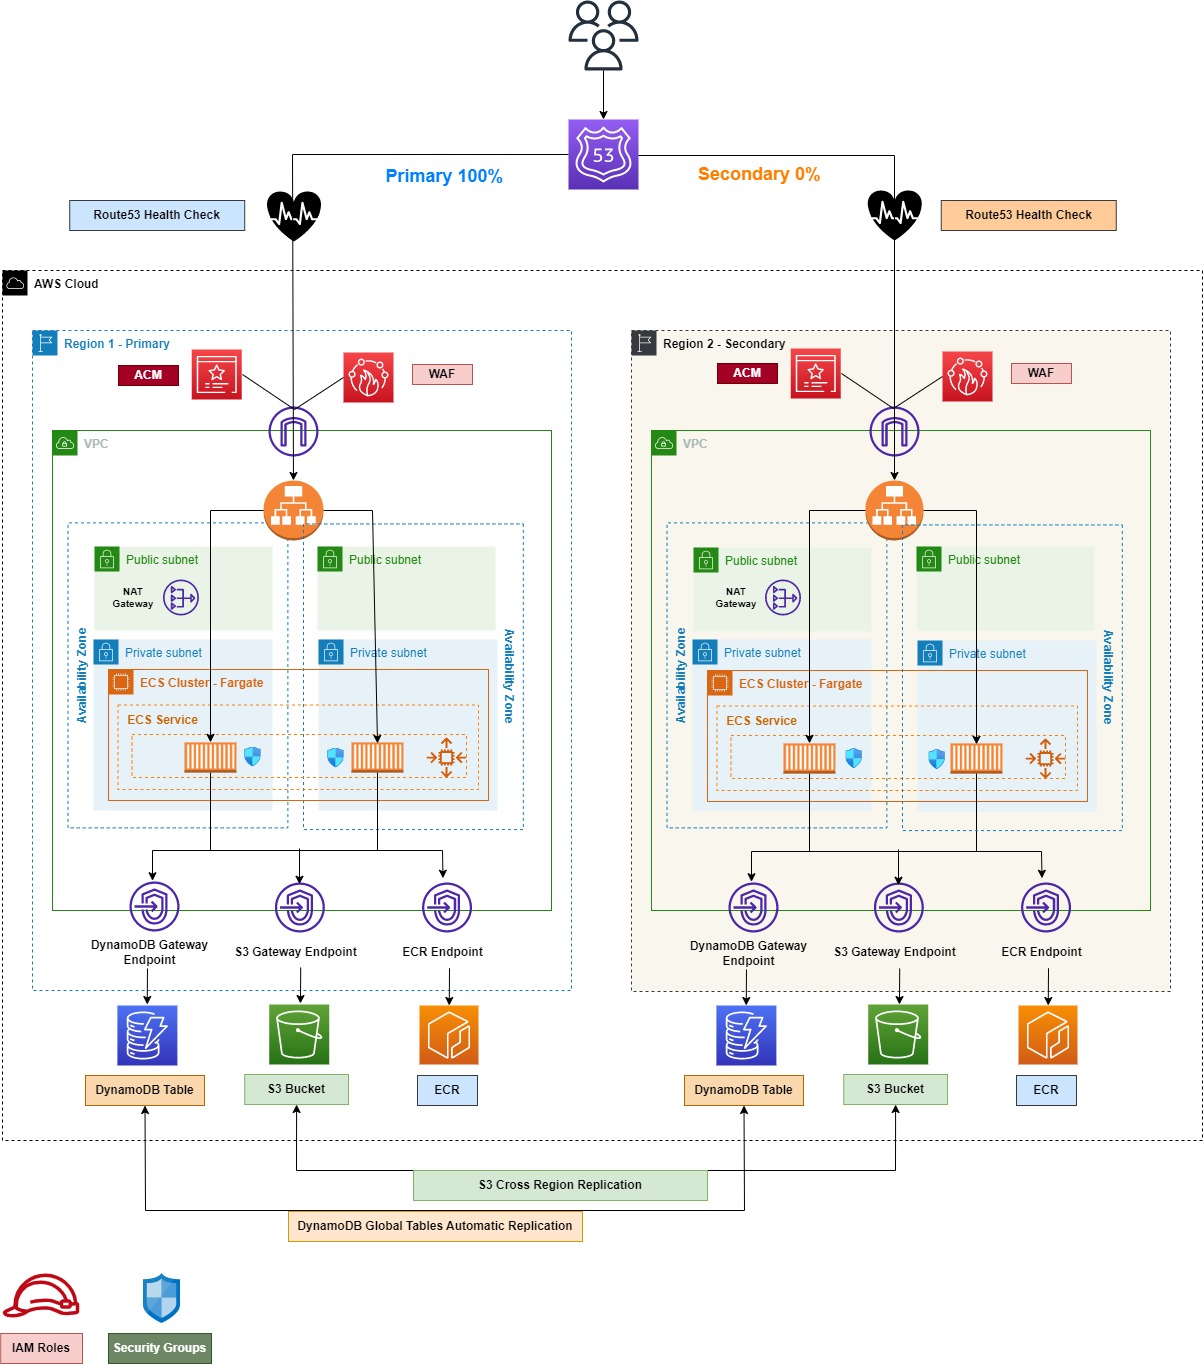 53
Primary 100%
Secondary 0%
Route53 Health Check
Route53 Health Check
AWS Cloud
Region 1 - Primary
ACM
WAF
VPC
Public subnet
Public subnet
NAT
Gateway
Availability Zone
Availability Zone
Private subnet
Private subnet
ECS Cluster - Fargate
ECS Service
DynamoDB Gateway
Endpoint
S3 Gateway Endpoint
ECR Endpoint
DynamoDB Table
S3 Bucket
ECR
Region 2 - Secondary
ACM
WAF
VPC
Public subnet
Public subnet
NAT
Gateway
Availability Zone
Availability Zone
Private subnet
Private subnet
ECS Cluster - Fargate
ECS Service
DynamoDB Gateway
Endpoint
S3 Gateway Endpoint
ECR Endpoint
DynamoDB Table
S3 Bucket
ECR
S3 Cross Region Replication
DynamoDB Global Tables Automatic Replication
IAM Roles
Security Groups